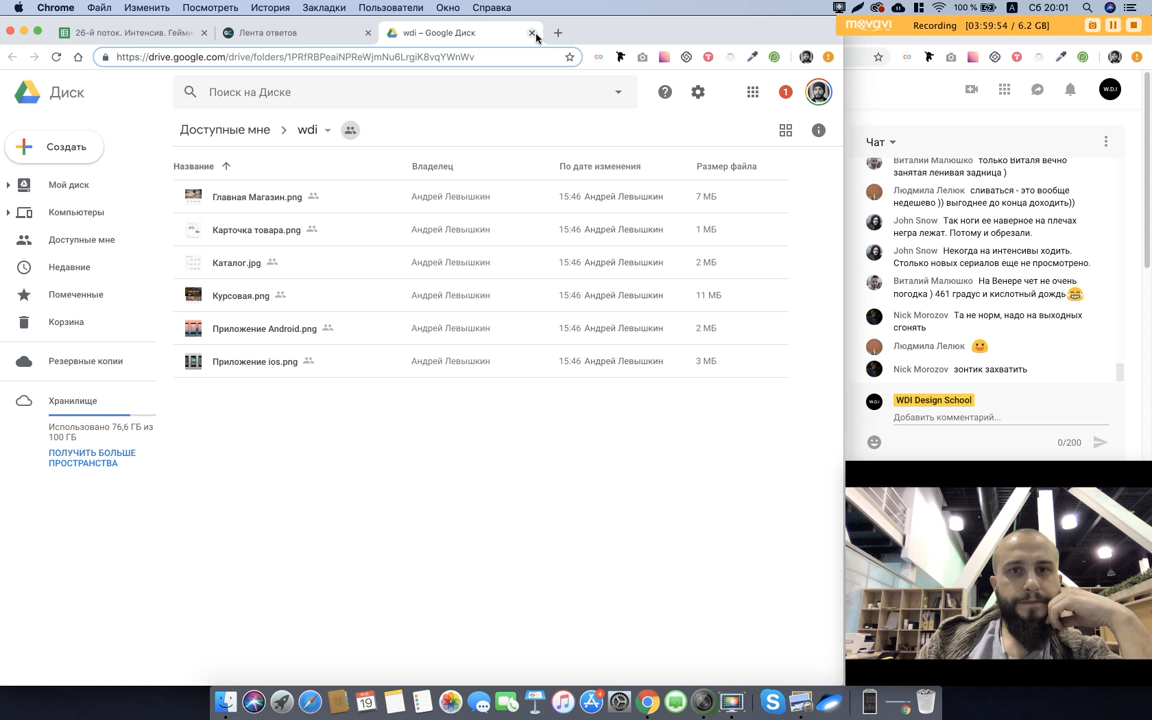 Chrome Файл Изменить Посмотреть История Закладки Пользователи Окно Справка
100 % A Сб 20:01
movavi Recording [03:59:54 / 6.2 GB]
26-й поток. Интенсив. Гейми
Лента ответов
wdi – Google Диск
https://drive.google.com/drive/folders/1PRfRBPeaiNPReWjmNu6LrgiK8vqYWnWv
Диск
Поиск на Диске
1
Создать
Мой диск
Компьютеры
Доступные мне
Недавние
Помеченные
Корзина
Резервные копии
Хранилище
Использовано 76,6 ГБ из
100 ГБ
ПОЛУЧИТЬ БОЛЬШЕ
ПРОСТРАНСТВА
Доступные мне wdi
Название Владелец По дате изменения Размер файла
Главная Магазин.png Андрей Левышкин 15:46 Андрей Левышкин 7 МБ
Карточка товара.png Андрей Левышкин 15:46 Андрей Левышкин 1 МБ
Каталог.jpg Андрей Левышкин 15:46 Андрей Левышкин 2 МБ
Курсовая.png Андрей Левышкин 15:46 Андрей Левышкин 11 МБ
Приложение Android.png Андрей Левышкин 15:46 Андрей Левышкин 2 МБ
Приложение ios.png Андрей Левышкин 15:46 Андрей Левышкин 3 МБ
W.D.I
Чат
Виталий Малюшко только Виталя вечно
занятая ленивая задница )
Людмила Лелюк сливаться - это вообще
недешево )) выгоднее до конца доходить))
John Snow Так ноги ее наверное на плечах
негра лежат. Потому и обрезали.
John Snow Некогда на интенсивы ходить.
Столько новых сериалов еще не просмотрено.
Виталий Малюшко На Венере чет не очень
погодка ) 461 градус и кислотный дождь
Nick Morozov Та не норм, надо на выходных
сгонять
Людмила Лелюк
Nick Morozov зонтик захватить
W.D.I WDI Design School
Добавить комментарий...
0/200
19